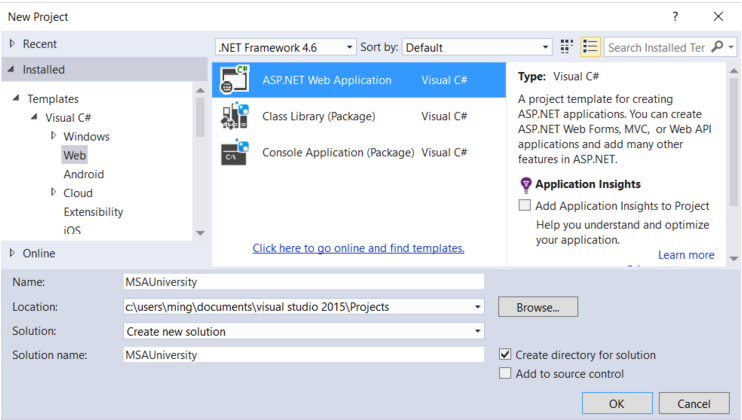 New Project
? 
Recent
.NET Framework 4.6 Sort by: Default Search Installed Ter
Installed
Templates
Visual C#
Windows
Web
Android
Cloud
Extensibility
iOS
Online
ASP.NET Web Application Visual C#
Class Library (Package) Visual C#
Console Application (Package) Visual C#
Click here to go online and find templates.
Type: Visual C#
A project template for creating
ASP.NET applications. You can create
ASP.NET Web Forms, MVC, or Web API
applications and add many other
features in ASP.NET.
Application Insights
Add Application Insights to Project
Help you understand and optimize
your application.
Learn more
Name: MSAUniversity
Location: c:\users\ming\documents\visual studio 2015\Projects Browse...
Solution: Create new solution
Solution name: MSAUniversity
Create directory for solution
Add to source control
OK Cancel